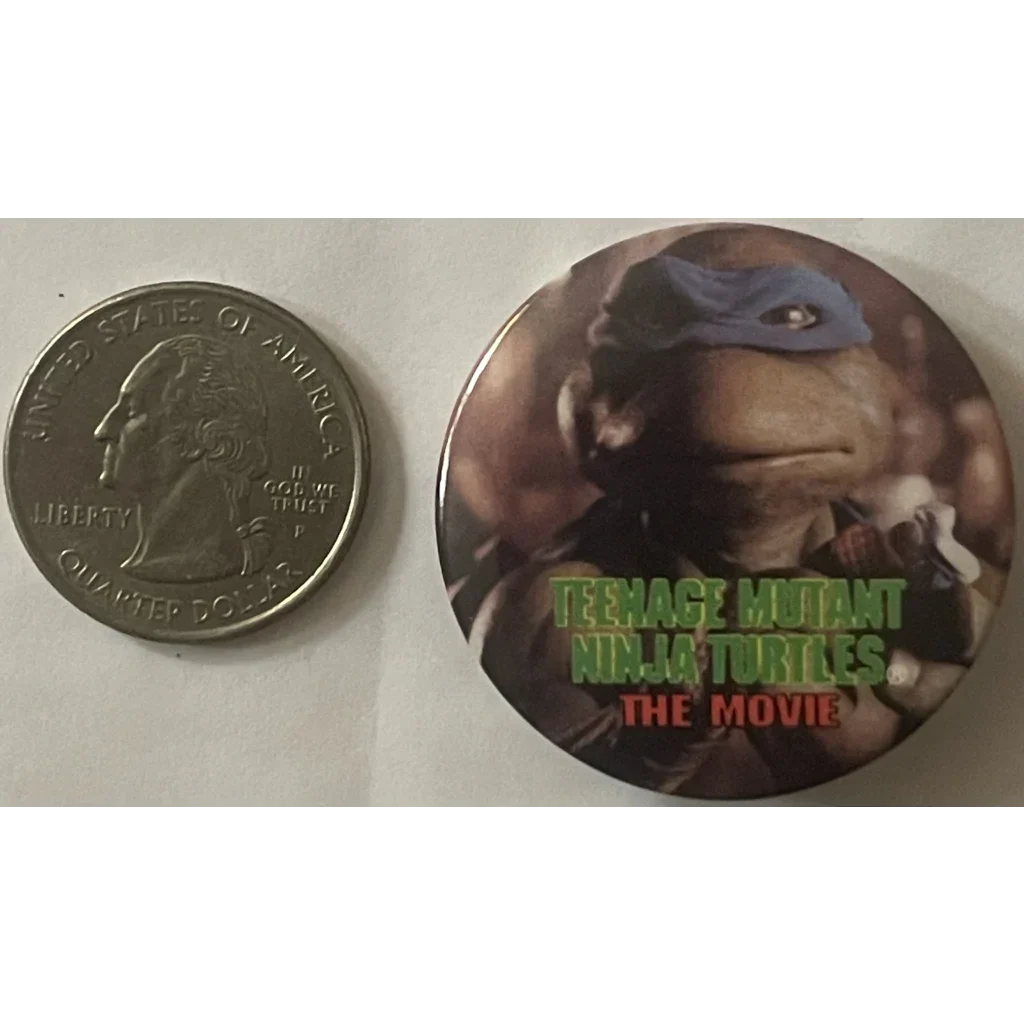 UNITED STATES OF AMERICA
LIBERTY
IN
GOD WE
TRUST
P
QUARTER DOLLAR
TEENAGE MUTANT
NINJA TURTLES®
THE MOVIE